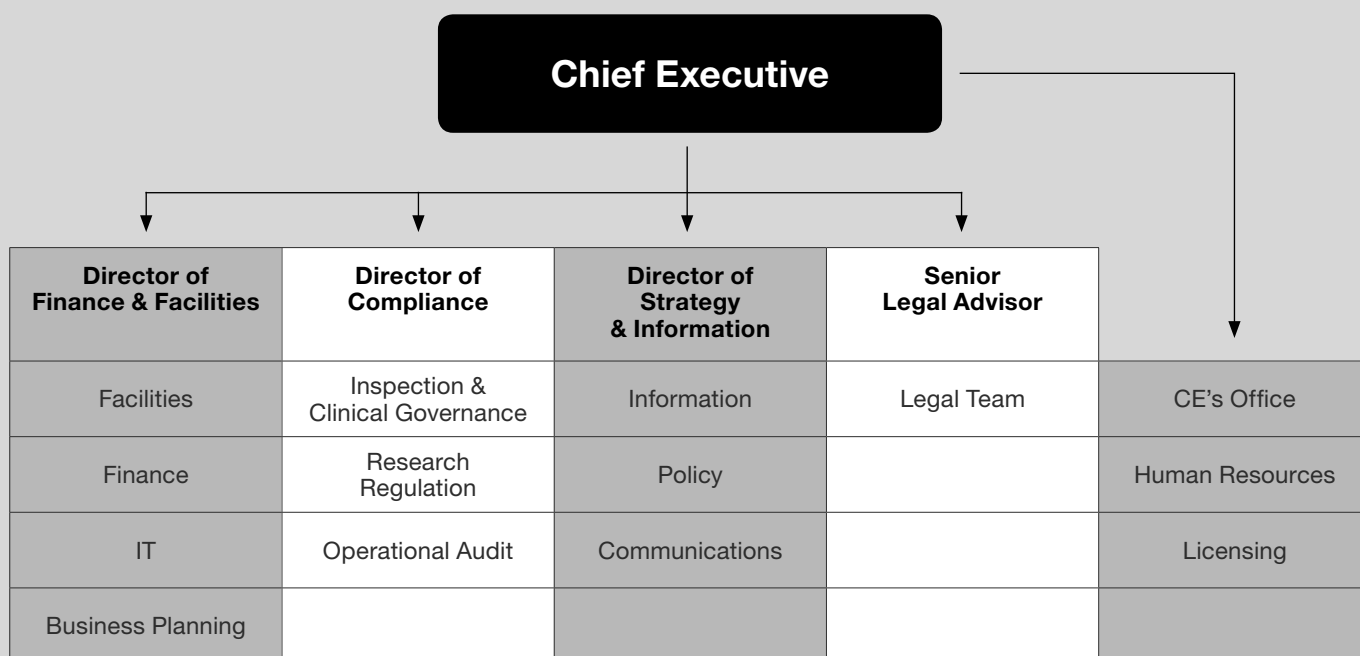 Chief Executive
Director of
Finance & Facilities
Director of
Compliance
Director of
Strategy
& Information
Senior
Legal Advisor
Facilities
Inspection &
Clinical Governance
Information
Legal Team
CE's Office
Finance
Research
Regulation
Policy
Human Resources
IT
Operational Audit
Communications
Licensing
Business Planning